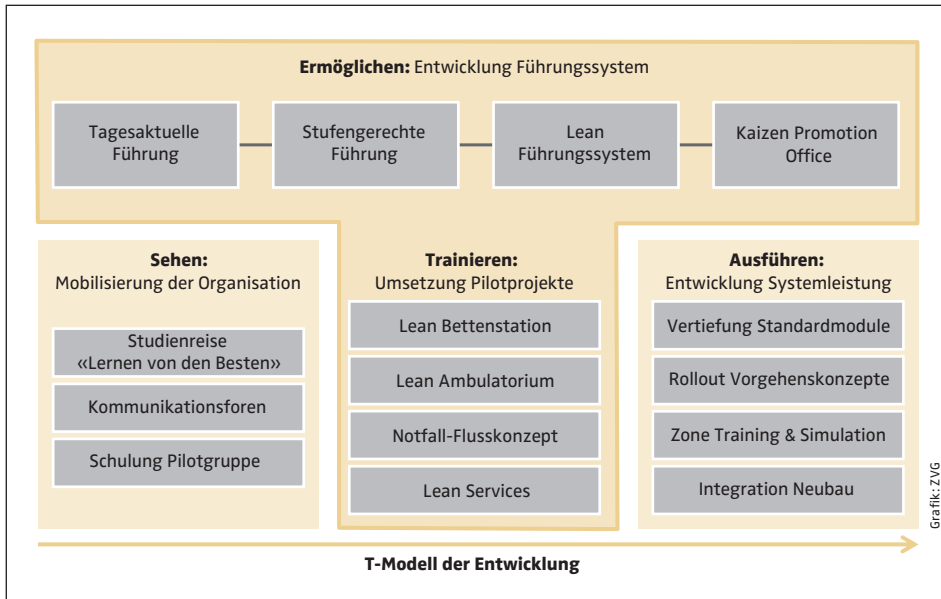 Ermöglichen: Entwicklung Führungssystem
Tagesaktuelle
Führung
Stufengerechte
Führung
Lean
Führungssystem
Kaizen Promotion
Office
Sehen:
Mobilisierung der Organisation
Studienreise
«Lernen von den Besten»
Kommunikationsforen
Schulung Pilotgruppe
Trainieren:
Umsetzung Pilotprojekte
Lean Bettenstation
Lean Ambulatorium
Notfall-Flusskonzept
Lean Services
Ausführen:
Entwicklung Systemleistung
Vertiefung Standardmodule
Rollout Vorgehenskonzepte
Zone Training & Simulation
Integration Neubau
Grafik: ZVG
T-Modell der Entwicklung